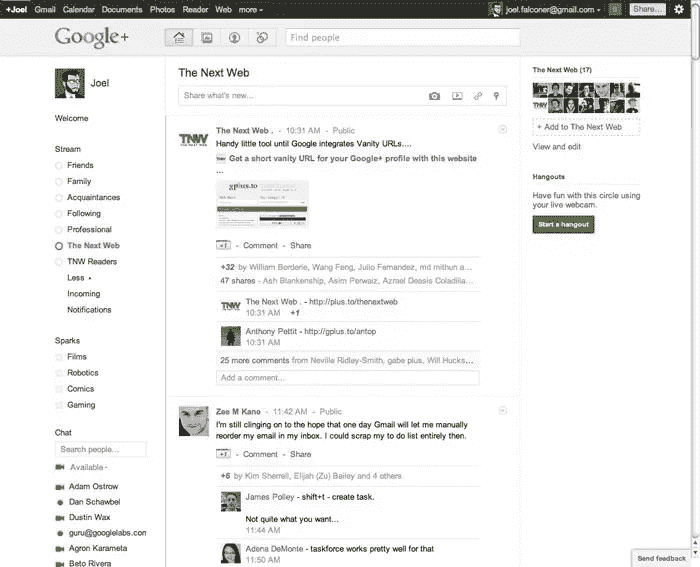 +Joel Gmail Calendar Documents Photos Reader Web more
joel.falconer@gmail.com
Share...
Google+
Find people
Joel
Welcome
Stream
Friends
Family
Acquaintances
Following
Professional
The Next Web
TNW Readers
Less
Incoming
Notifications
Sparks
Films
Robotics
Comics
Gaming
Chat
Search people...
Available
Adam Ostrow
Dan Schawbel
Dustin Wax
guru@googlelabs.com
Agron Karameta
Beto Rivera
The Next Web
Share what's new...
TNW
The Next Web . - 10:31 AM - Public
Handy little tool until Google integrates Vanity URLs....
Get a short vanity URL for your Google+ profile with this website
...
gplus.to
+1 - Comment - Share
+32 by William Borderie, Wang Feng, Julio Fernandez, md mithun a...
47 shares - Ash Blankenship, Asim Perwaiz, Azrael Deasis Coladilla...
TNW
The Next Web . - http://plus.to/thenextweb
10:31 AM +1
Anthony Pettit - http://gplus.to/antop
10:31 AM
25 more comments from Neville Ridley-Smith, gabe plus, Will Hucks...
Add a comment...
Zee M Kane - 11:42 AM - Public
I'm still clinging on to the hope that one day Gmail will let me manually
reorder my email in my inbox. I could scrap my to do list entirely then.
+1 - Comment - Share
+6 by Kim Sherrell, Elijah (Zu) Bailey and 4 others
James Polley - shift+t - create task.
Not quite what you want...
11:44 AM
Adena DeMonte - taskforce works pretty well for that
11:50 AM
The Next Web (17)
+ Add to The Next Web
View and edit
Hangouts
Have fun with this circle using
your live webcam.
Start a hangout
Send feedback